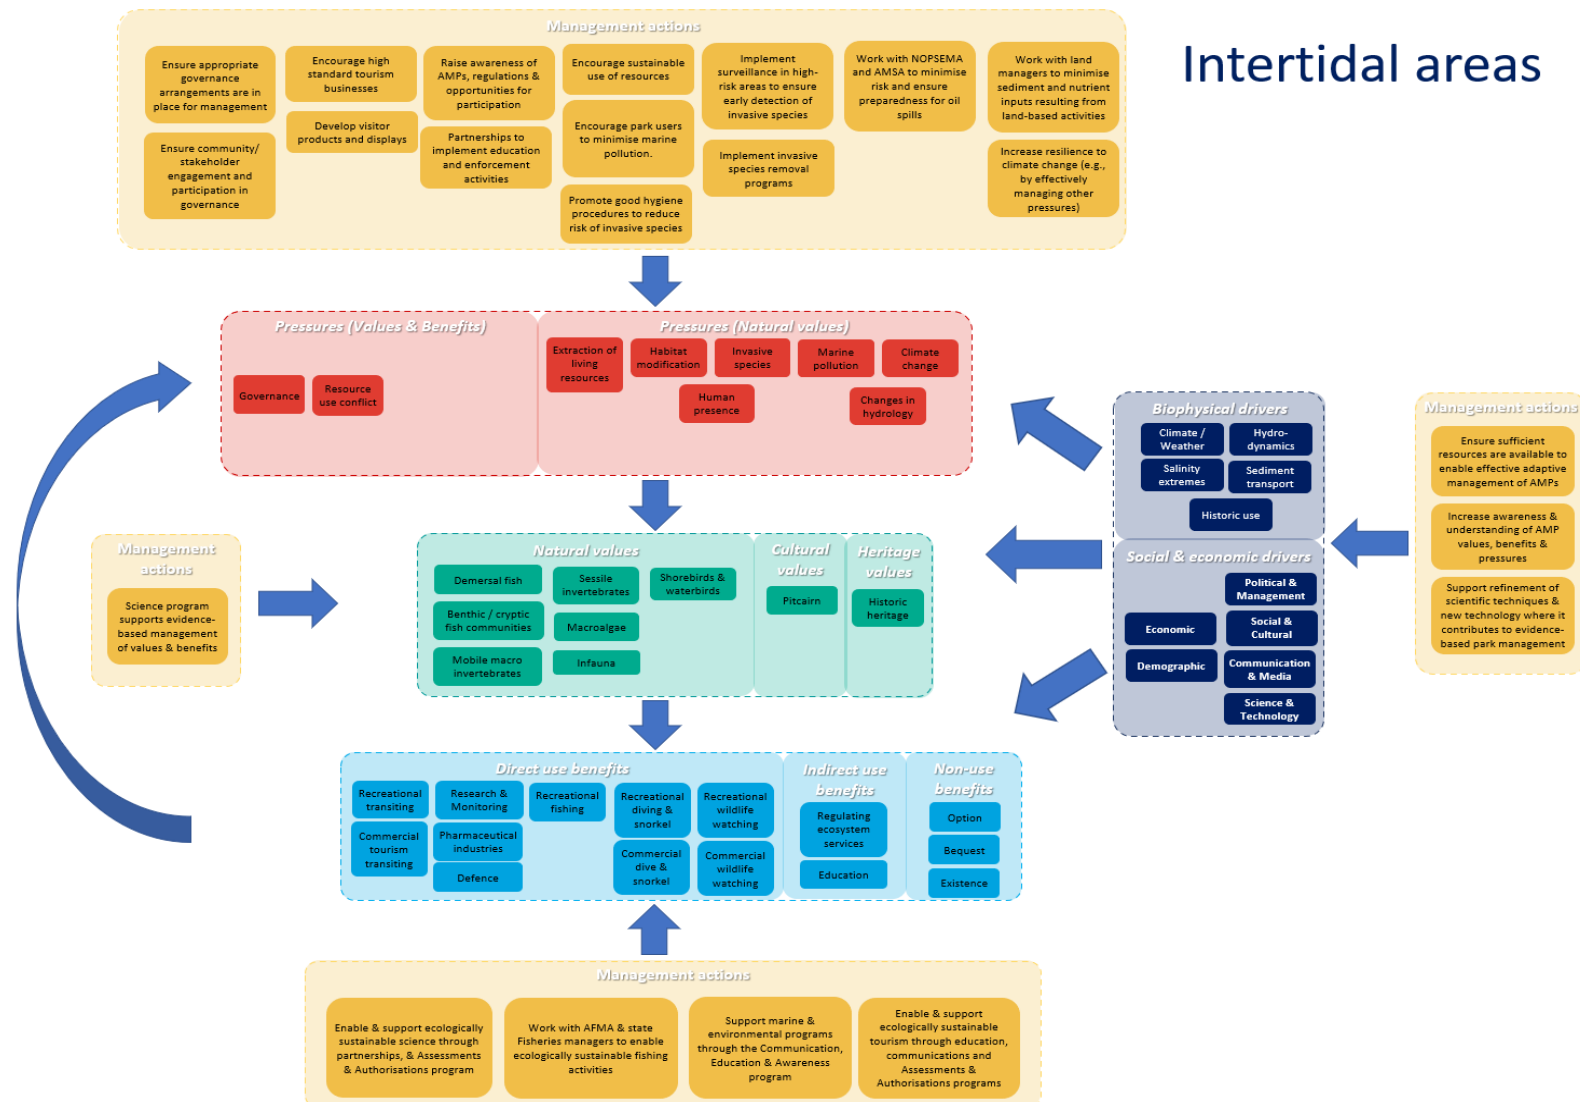 Intertidal areas
Management actions
Ensure appropriate
governance
arrangements are in
place for management
Ensure community/
stakeholder
engagement and
participation in
governance
Encourage high
standard tourism
businesses
Develop visitor
products and displays
Raise awareness of
AMPs, regulations &
opportunities for
participation
Partnerships to
implement education
and enforcement
activities
Encourage sustainable
use of resources
Encourage park users
to minimise marine
pollution.
Promote good hygiene
procedures to reduce
risk of invasive species
Implement
surveillance in high-
risk areas to ensure
early detection of
invasive species
Implement invasive
species removal
programs
Work with NOPSEMA
and AMSA to minimise
risk and ensure
preparedness for oil
spills
Work with land
managers to minimise
sediment and nutrient
inputs resulting from
land-based activities
Increase resilience to
climate change (e.g.,
by effectively
managing other
pressures)
Pressures (Values & Benefits)
Governance
Resource
use conflict
Pressures (Natural values)
Extraction of
living
resources
Habitat
modification
Invasive
species
Marine
pollution
Climate
change
Human
presence
Changes in
hydrology
Biophysical drivers
Climate /
Weather
Hydro-
dynamics
Salinity
extremes
Sediment
transport
Historic use
Social & economic drivers
Political &
Management
Economic
Social &
Cultural
Demographic
Communication
& Media
Science &
Technology
Management actions
Ensure sufficient
resources are available to
enable effective adaptive
management of AMPs
Increase awareness &
understanding of AMP
values, benefits &
pressures
Support refinement of
scientific techniques &
new technology where it
contributes to evidence-
based park management
Management
actions
Science program
supports evidence-
based management
of values & benefits
Natural values
Demersal fish
Benthic / cryptic
fish communities
Mobile macro
invertebrates
Sessile
invertebrates
Macroalgae
Infauna
Shorebirds &
waterbirds
Cultural
values
Pitcairn
Heritage
values
Historic
heritage
Direct use benefits
Recreational
transiting
Commercial
tourism
transiting
Research &
Monitoring
Pharmaceutical
industries
Defence
Recreational
fishing
Recreational
diving &
snorkel
Commercial
dive &
snorkel
Recreational
wildlife
watching
Commercial
wildlife
watching
Indirect use
benefits
Regulating
ecosystem
services
Education
Non-use
benefits
Option
Bequest
Existence
Management actions
Enable & support ecologically
sustainable science through
partnerships, & Assessments
& Authorisations program
Work with AFMA & state
Fisheries managers to enable
ecologically sustainable fishing
activities
Support marine &
environmental programs
through the Communication,
Education & Awareness
program
Enable & support
ecologically sustainable
tourism through education,
communications and
Assessments &
Authorisations programs